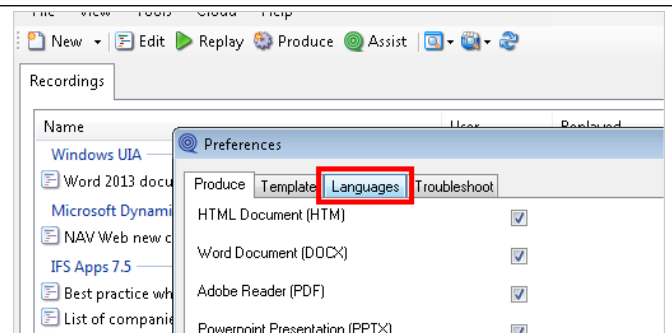 File View Tools Cloud Help
New Edit Replay Produce Assist
Recordings
Name User Replayed
Preferences
Windows UIA
Word 2013 docu
Produce Template Languages Troubleshoot
Microsoft Dynami
HTML Document (HTM)
NAV Web new c
Word Document (DOCX)
IFS Apps 7.5
Best practice wh
Adobe Reader (PDF)
List of companie
Powerpoint Presentation (PPTX)